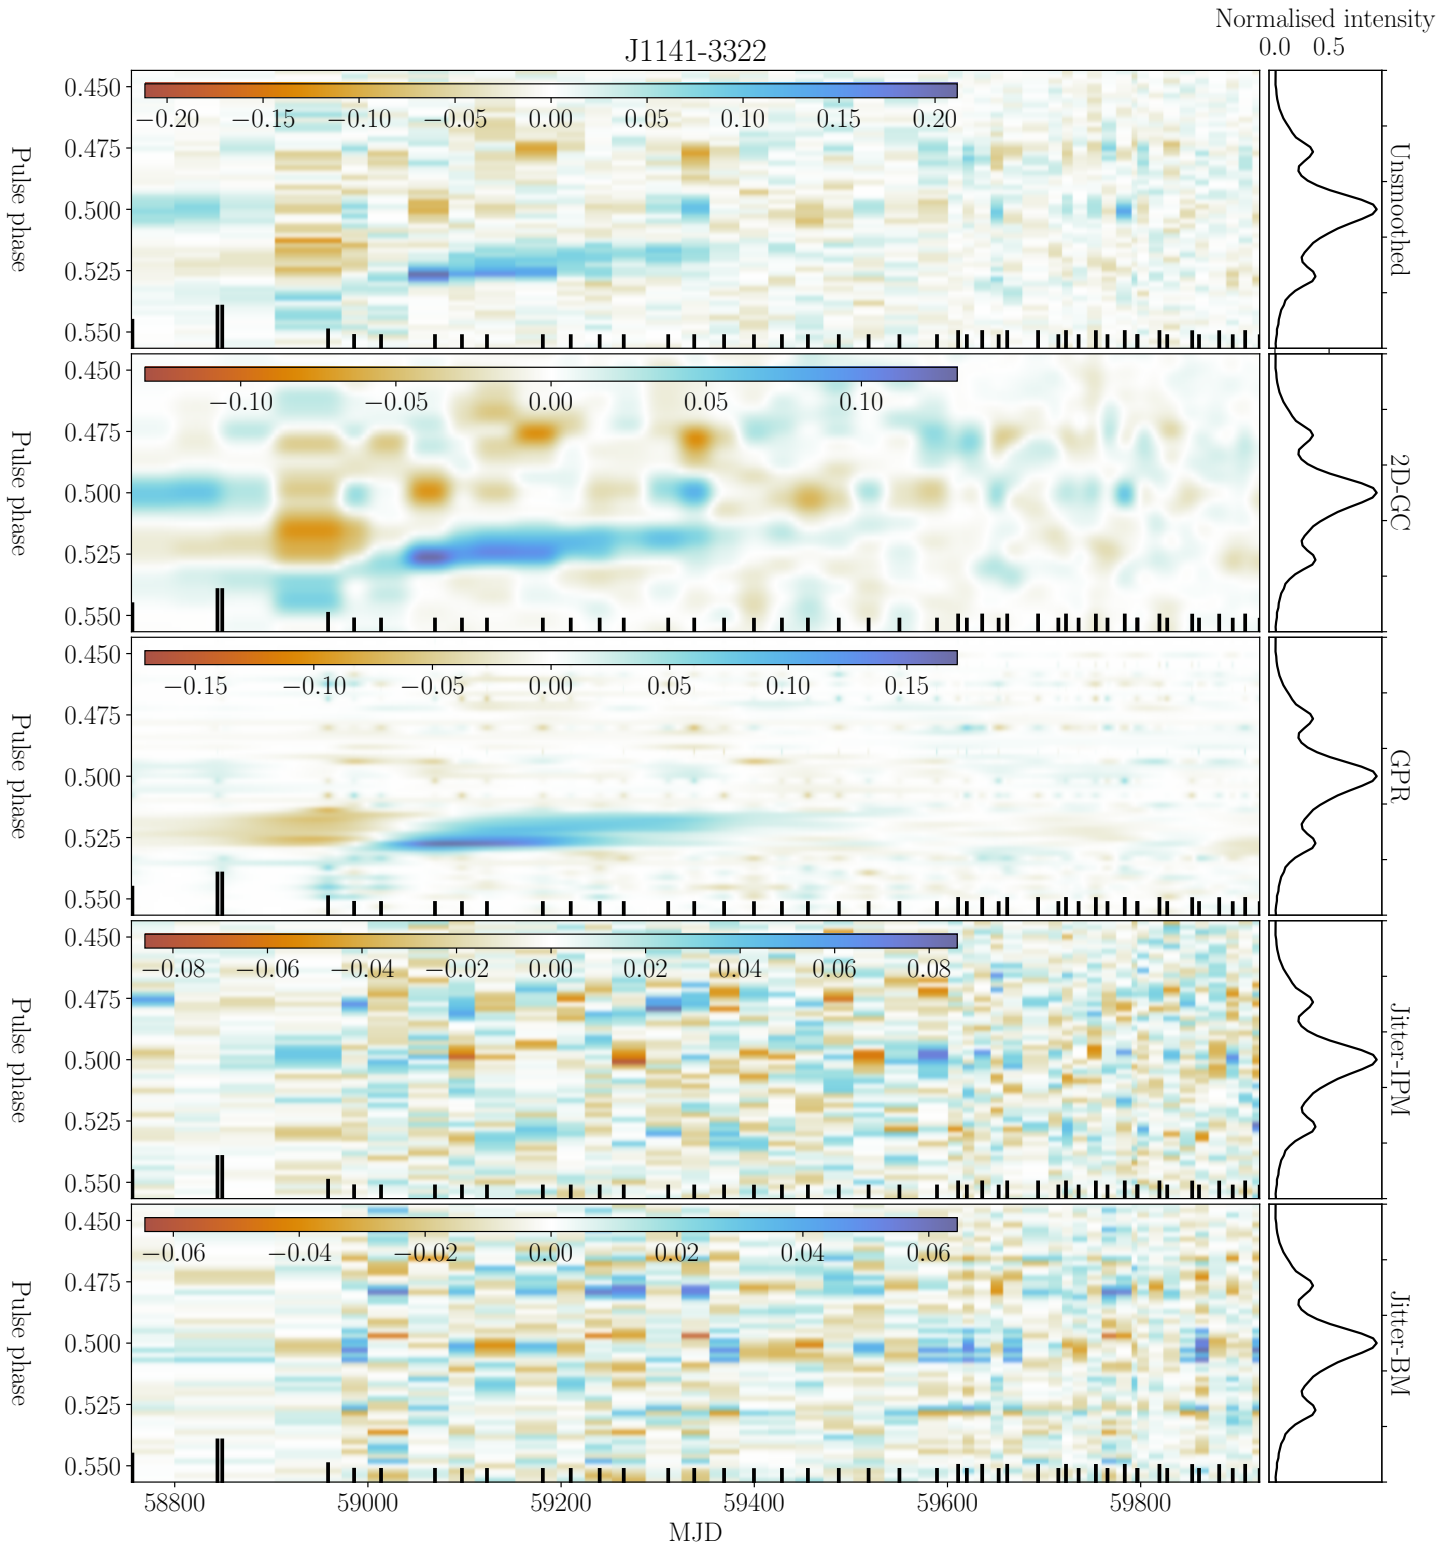 Normalised intensity
0.0 0.5
J1141-3322
0.450
−0.20 −0.15 −0.10 −0.05 0.00 0.05 0.10 0.15 0.20
0.475
0.500
0.525
0.550
Pulse phase
Unsmoothed
0.450
−0.10 −0.05 0.00 0.05 0.10
0.475
0.500
0.525
0.550
Pulse phase
2D-GC
0.450
−0.15 −0.10 −0.05 0.00 0.05 0.10 0.15
0.475
0.500
0.525
0.550
Pulse phase
GPR
0.450
−0.08 −0.06 −0.04 −0.02 0.00 0.02 0.04 0.06 0.08
0.475
0.500
0.525
0.550
Pulse phase
Jitter-IPM
0.450
−0.06 −0.04 −0.02 0.00 0.02 0.04 0.06
0.475
0.500
0.525
0.550
Pulse phase
Jitter-BM
58800 59000 59200 59400 59600 59800
MJD